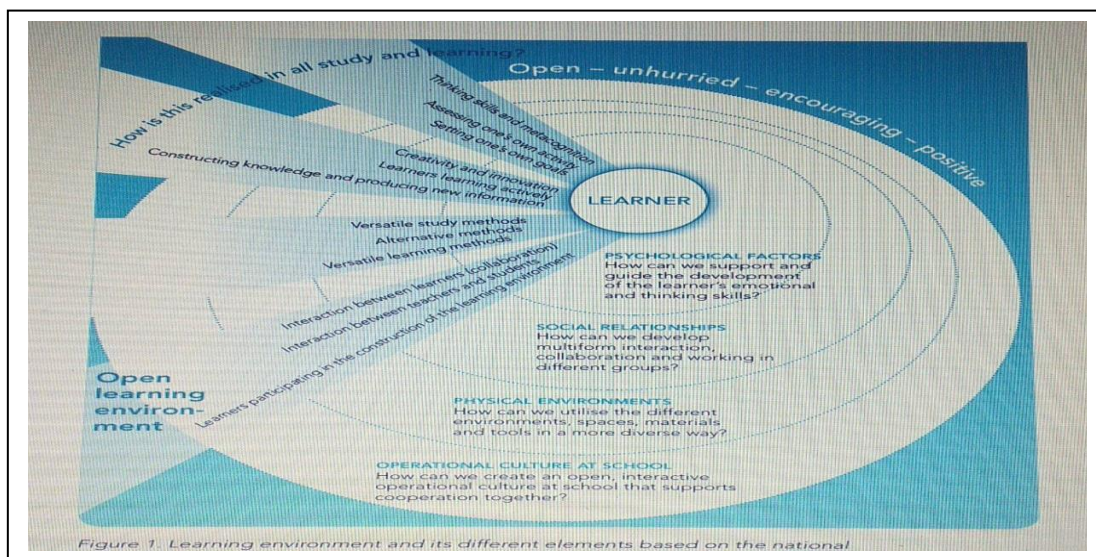 How is this realised in all study and learning?
Open – unhurried – encouraging – positive
Thinking skills and metacognition
Assessing one's own activity
Setting one's own goals
Creativity and innovation
Learners learning actively
Constructing knowledge and producing new information
Versatile study methods
Alternative methods
Versatile learning methods
Interaction between learners (collaboration)
Interaction between teachers and students
Learners participating in the construction of the learning environment
LEARNER
PSYCHOLOGICAL FACTORS
How can we support and
guide the development
of the learner's emotional
and thinking skills?
SOCIAL RELATIONSHIPS
How can we develop
multiform interaction,
collaboration and working in
different groups?
PHYSICAL ENVIRONMENTS
How can we utilise the different
environments, spaces, materials
and tools in a more diverse way?
OPERATIONAL CULTURE AT SCHOOL
How can we create an open, interactive
operational culture at school that supports
cooperation together?
Open
learning
environ-
ment
Figure 1. Learning environment and its different elements based on the national